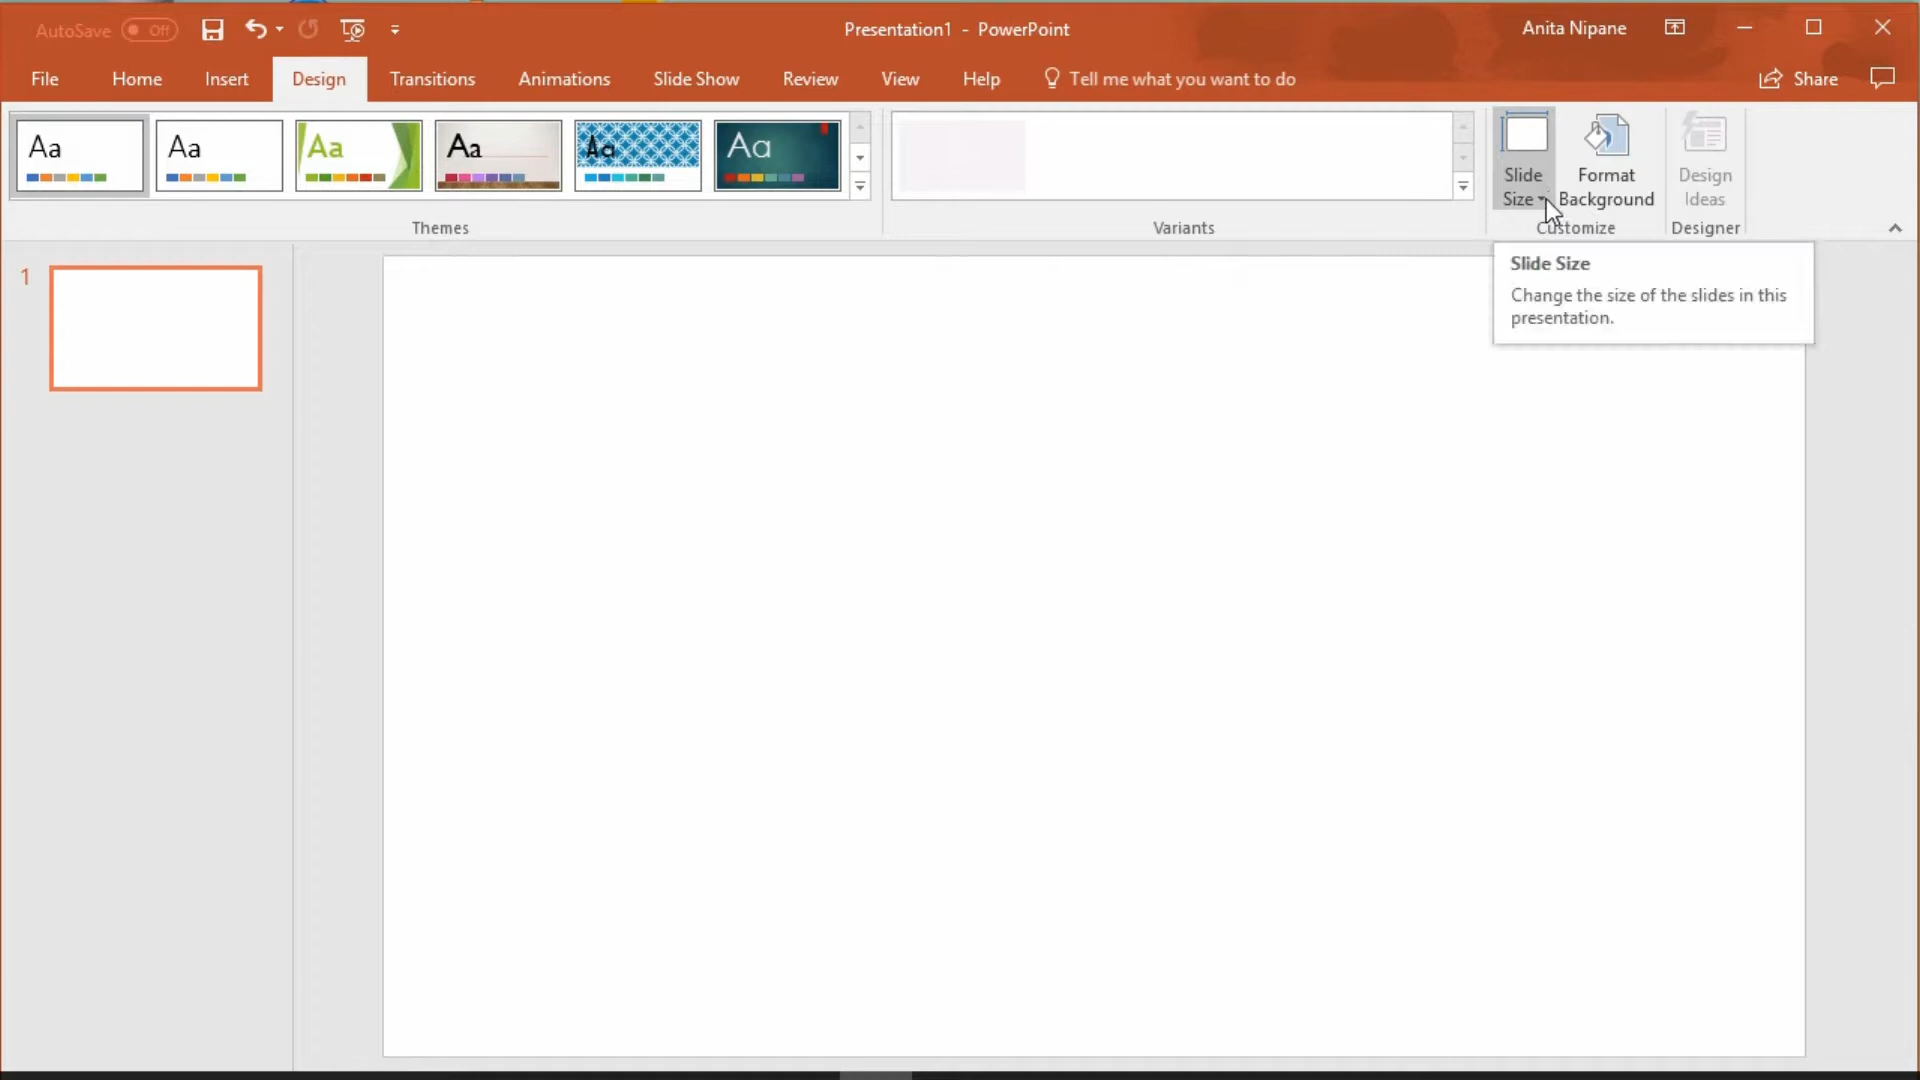 AutoSave Off
Presentation1 - PowerPoint
Anita Nipane
File Home Insert Design Transitions Animations Slide Show Review View Help Tell me what you want to do Share
Aa Aa Aa Aa Aa Aa
Slide Size
Format Background
Design Ideas
Themes Variants Customize Designer
Slide Size
Change the size of the slides in this
presentation.
1